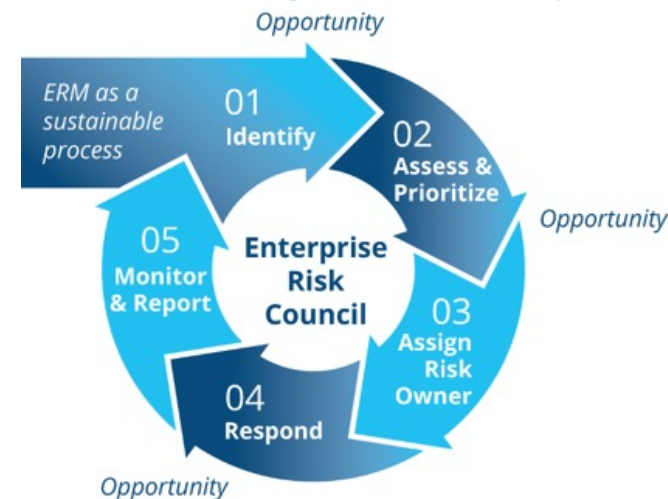 Opportunity
ERM as a
sustainable
process
01
Identify
02
Assess &
Prioritize
Opportunity
05
Monitor
& Report
Enterprise
Risk
Council
03
Assign
Risk
Owner
04
Respond
Opportunity